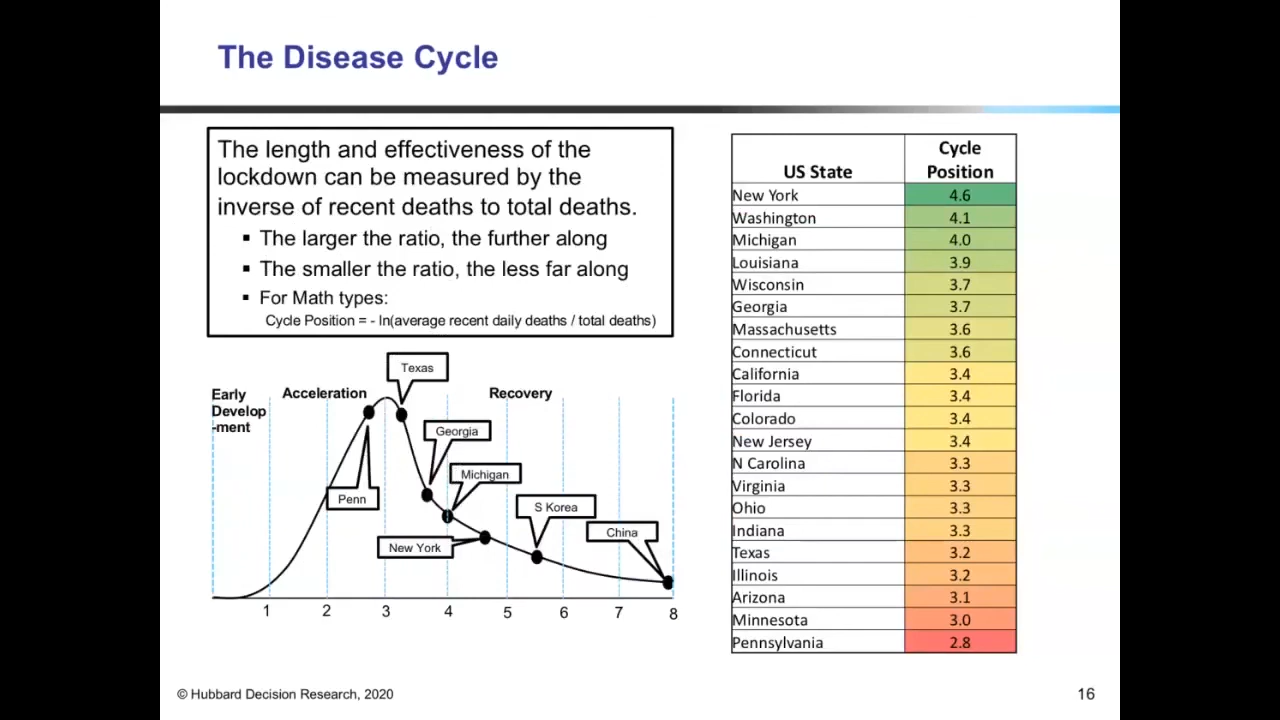 The Disease Cycle
The length and effectiveness of the
lockdown can be measured by the
inverse of recent deaths to total deaths.
▪ The larger the ratio, the further along
▪ The smaller the ratio, the less far along
▪ For Math types:
Cycle Position = - ln(average recent daily deaths / total deaths)
Early
Develop
-ment
Acceleration
Recovery
Texas
Georgia
Michigan
Penn
S Korea
China
New York
1 2 3 4 5 6 7 8
US State Cycle
Position
New York 4.6
Washington 4.1
Michigan 4.0
Louisiana 3.9
Wisconsin 3.7
Georgia 3.7
Massachusetts 3.6
Connecticut 3.6
California 3.4
Florida 3.4
Colorado 3.4
New Jersey 3.4
N Carolina 3.3
Virginia 3.3
Ohio 3.3
Indiana 3.3
Texas 3.2
Illinois 3.2
Arizona 3.1
Minnesota 3.0
Pennsylvania 2.8
© Hubbard Decision Research, 2020
16